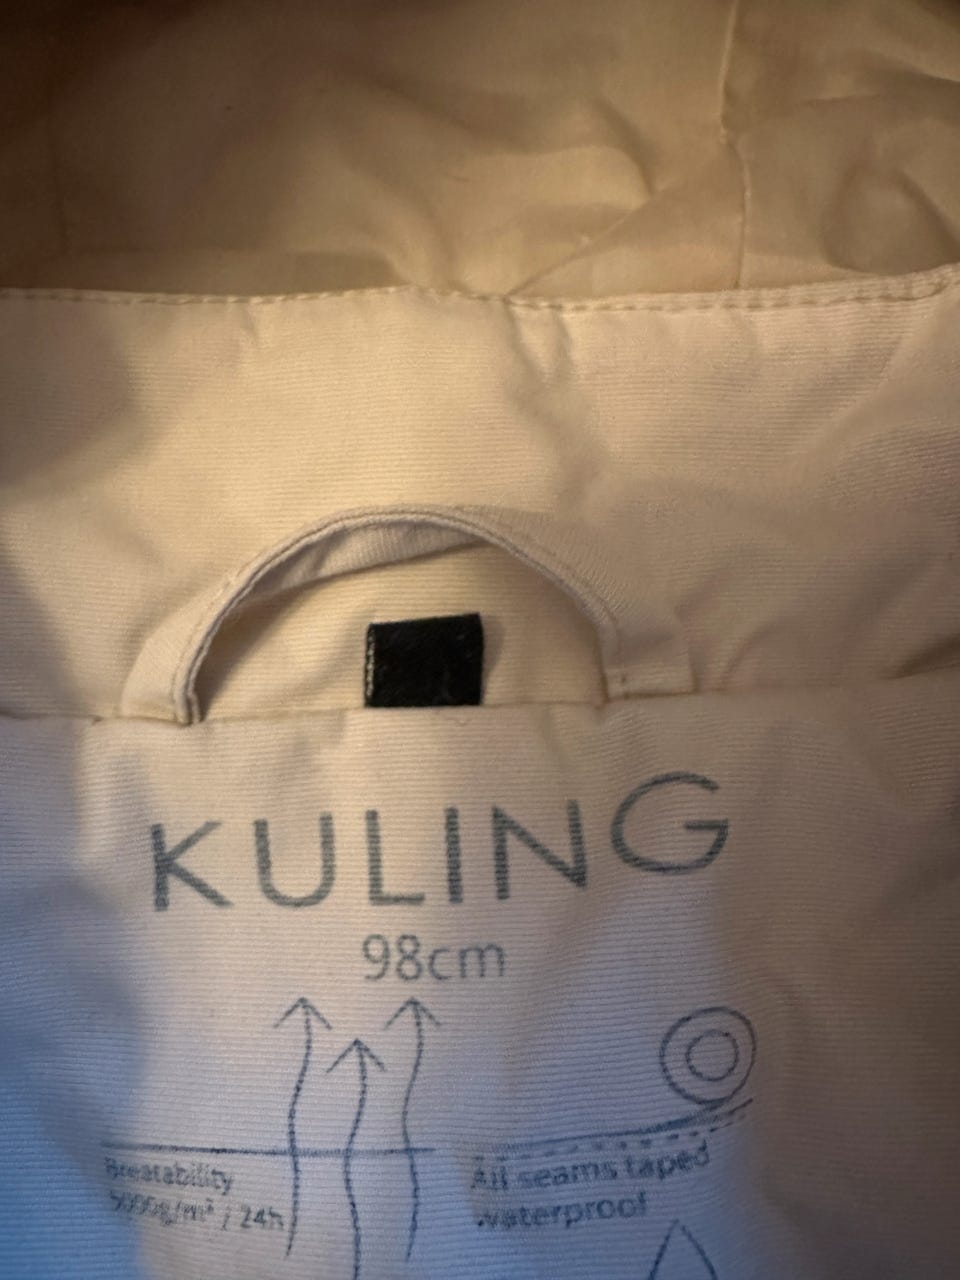 KULING
98cm
Breatability
5000g/m² / 24h
All seams taped
waterproof